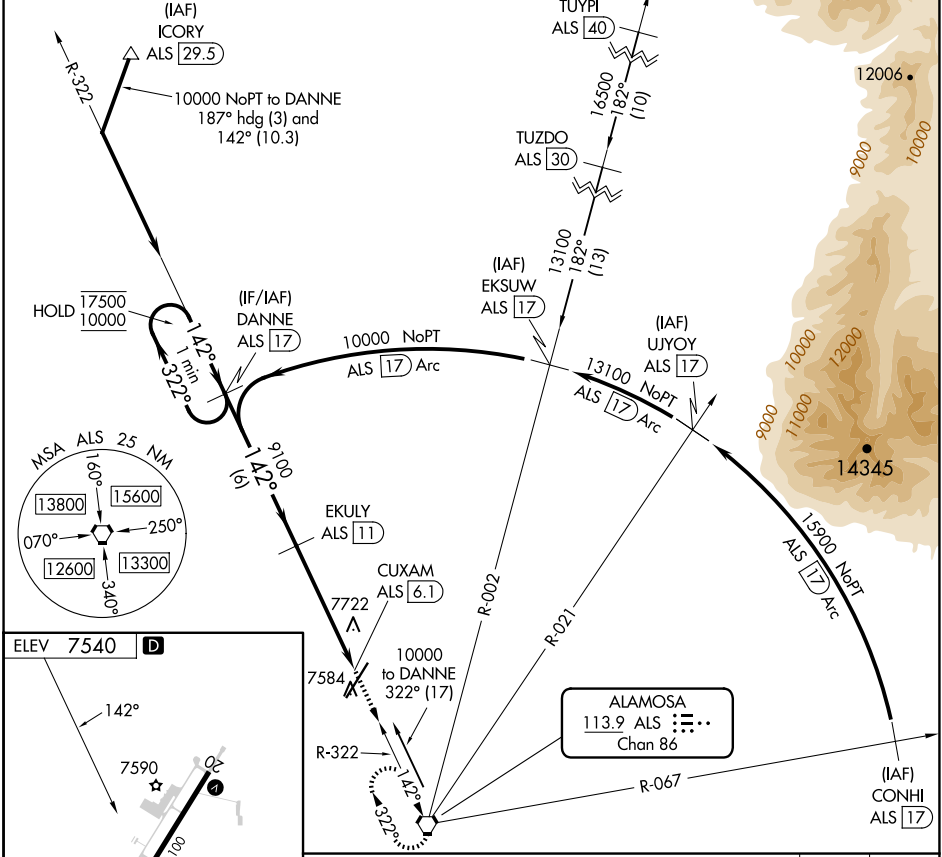 (IAF)
ICORY
ALS 29.5
R-322
10000 NoPT to DANNE
187° hdg (3) and
142° (10.3)
TUYPI
ALS 40
16500
182°
(10)
TUZDO
ALS 30
13100
182°
(13)
12006
9000
10000
10000
12000
9000
11000
14345
HOLD 17500
10000
142°
1 min
322°
(IF/IAF)
DANNE
ALS 17
10000 NoPT
ALS 17 Arc
(IAF)
EKSUW
ALS 17
13100 NoPT
ALS 17 Arc
(IAF)
UJYOY
ALS 17
15900 NoPT
ALS 17 Arc
9100
142°
(6)
MSA ALS 25 NM
160°
13800
15600
070°
250°
12600
13300
340°
EKULY
ALS 11
CUXAM
ALS 6.1
7722
7584
10000
to DANNE
322° (17)
R-322
142°
322°
R-002
R-021
R-067
ALAMOSA
113.9 ALS
Chan 86
(IAF)
CONHI
ALS 17
ELEV 7540 D
142°
7590
20
V
100